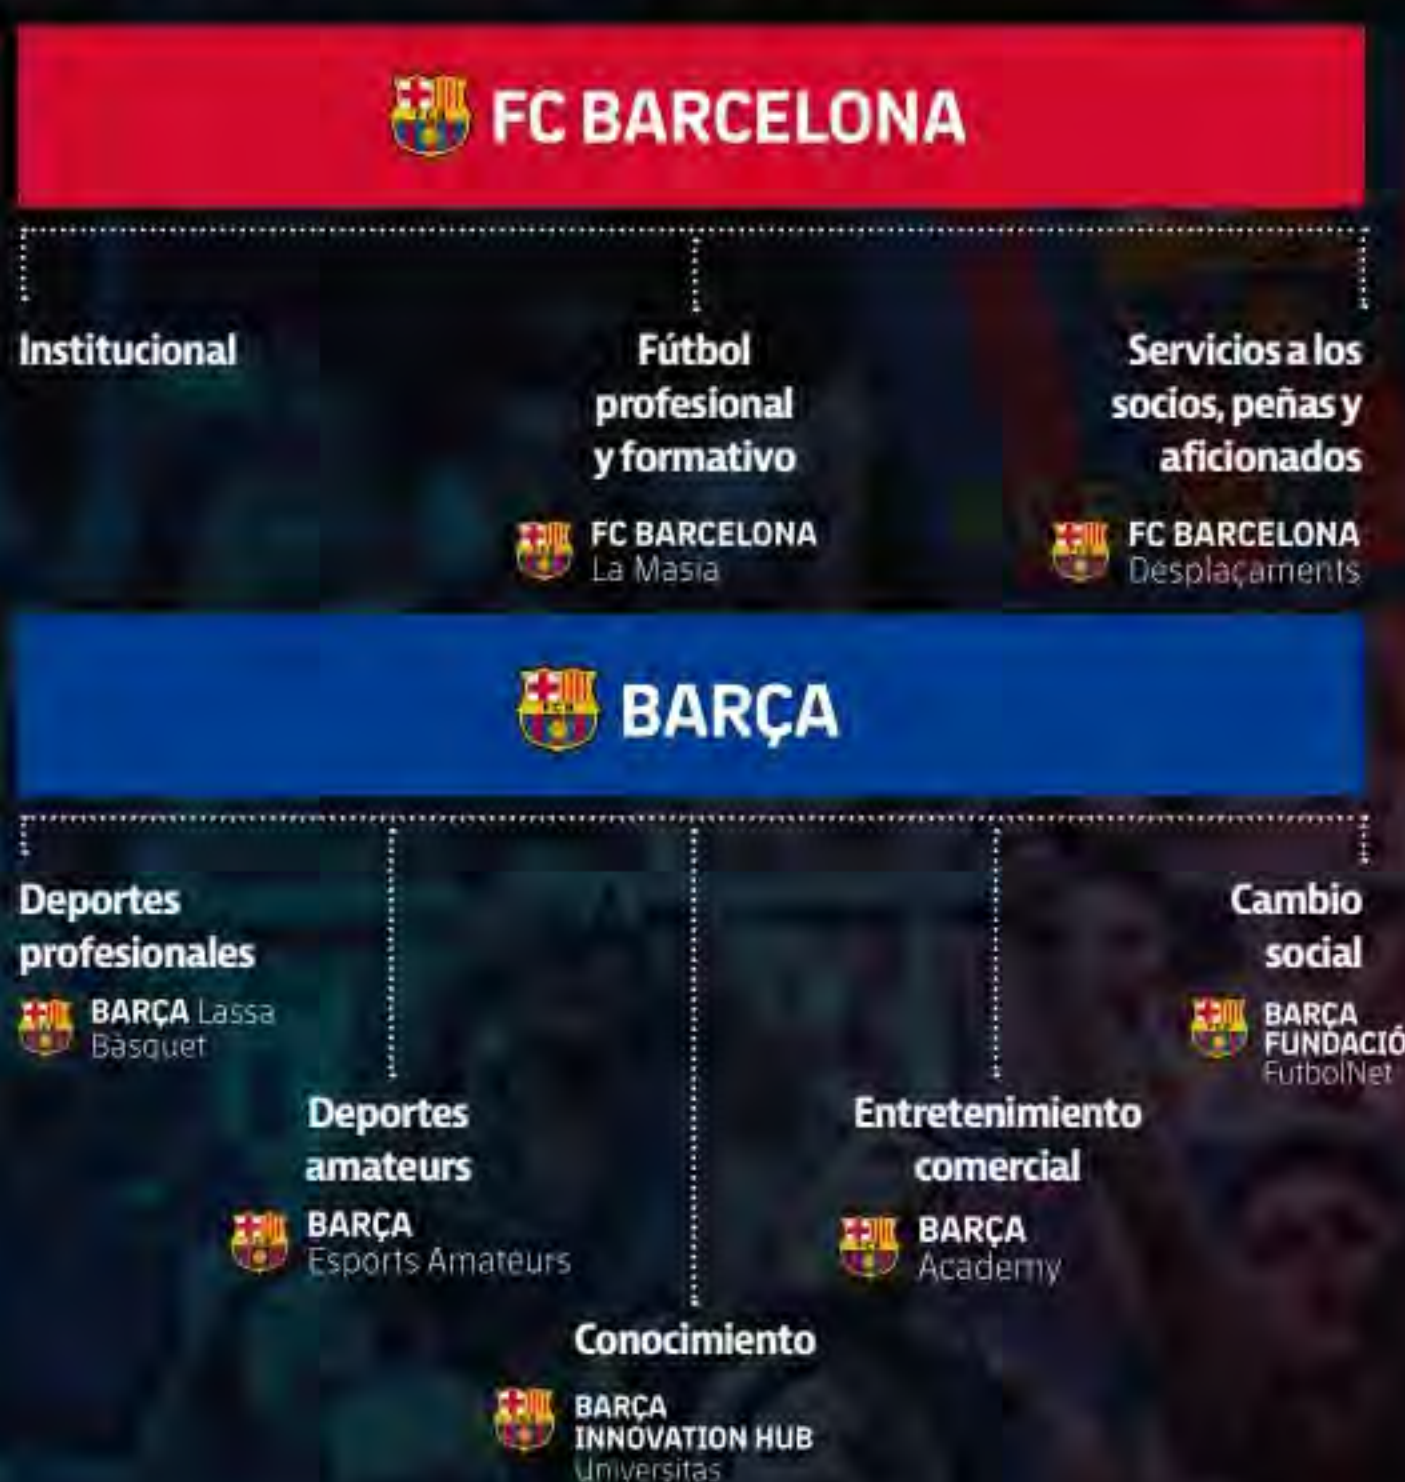 FC BARCELONA
Institucional
Fútbol
profesional
y formativo
FC BARCELONA
La Masia
Servicios a los
socios, peñas y
aficionados
FC BARCELONA
Desplaçaments
BARÇA
Deportes
profesionales
BARÇA Lassa
Bàsquet
Deportes
amateurs
BARÇA
Esports Amateurs
Conocimiento
BARÇA
INNOVATION HUB
Universitas
Entretenimiento
comercial
BARÇA
Academy
Cambio
social
BARÇA
FUNDACIÓ
FutbolNet